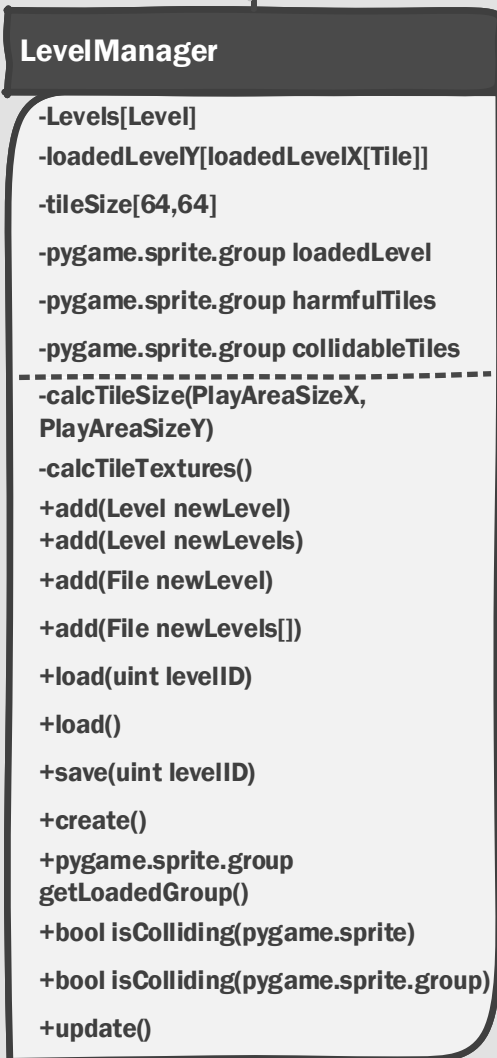 LevelManager
-Levels[Level]
-loadedLevelY[loadedLevelX[Tile]]
-tileSize[64,64]
-pygame.sprite.group loadedLevel
-pygame.sprite.group harmfulTiles
-pygame.sprite.group collidableTiles
-calcTileSize(PlayAreaSizeX,
PlayAreaSizeY)
-calcTileTextures()
+add(Level newLevel)
+add(Level newLevels)
+add(File newLevel)
+add(File newLevels[])
+load(uint levelID)
+load()
+save(uint levelID)
+create()
+pygame.sprite.group
getLoadedGroup()
+bool isColliding(pygame.sprite)
+bool isColliding(pygame.sprite.group)
+update()